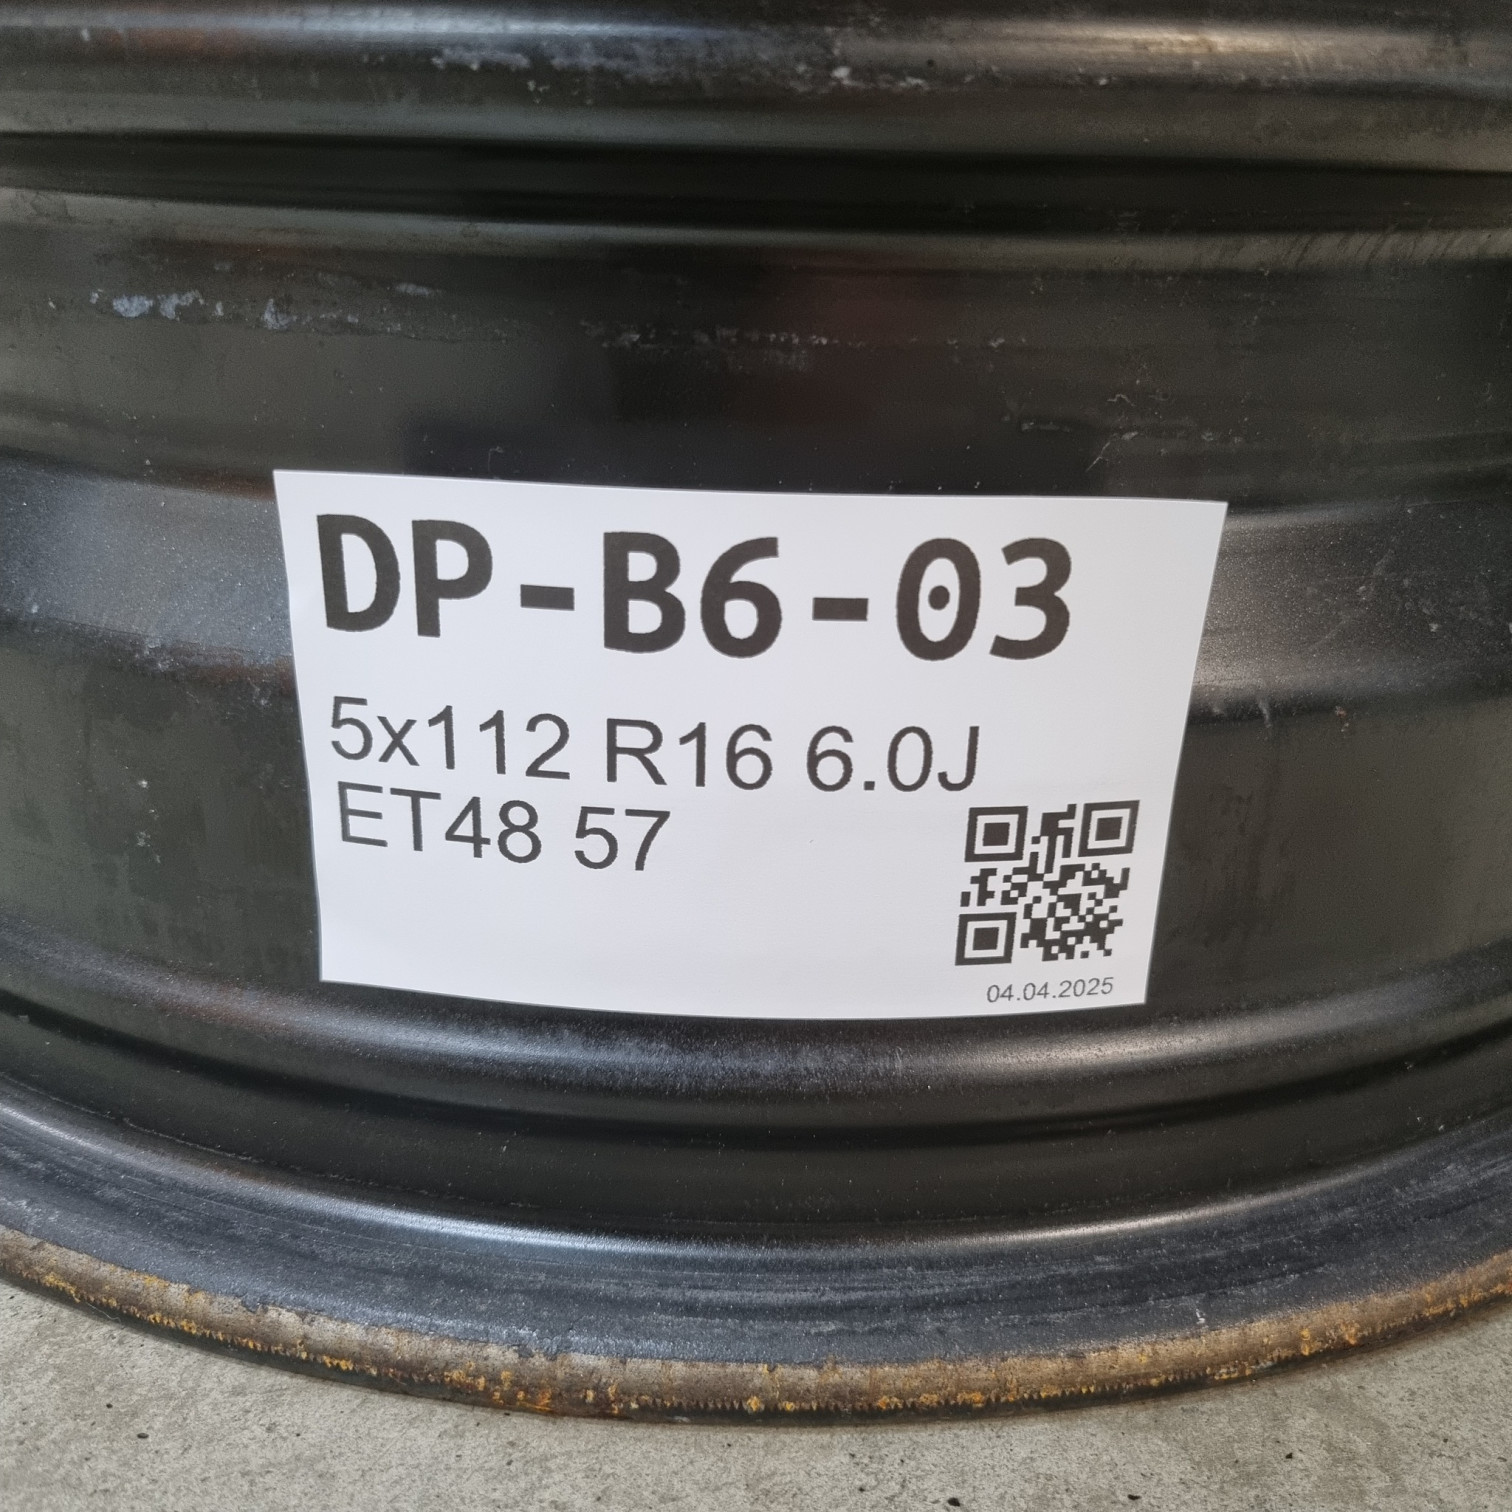 DP-B6-03
5x112 R16 6.0J
ET48 57
04.04.2025